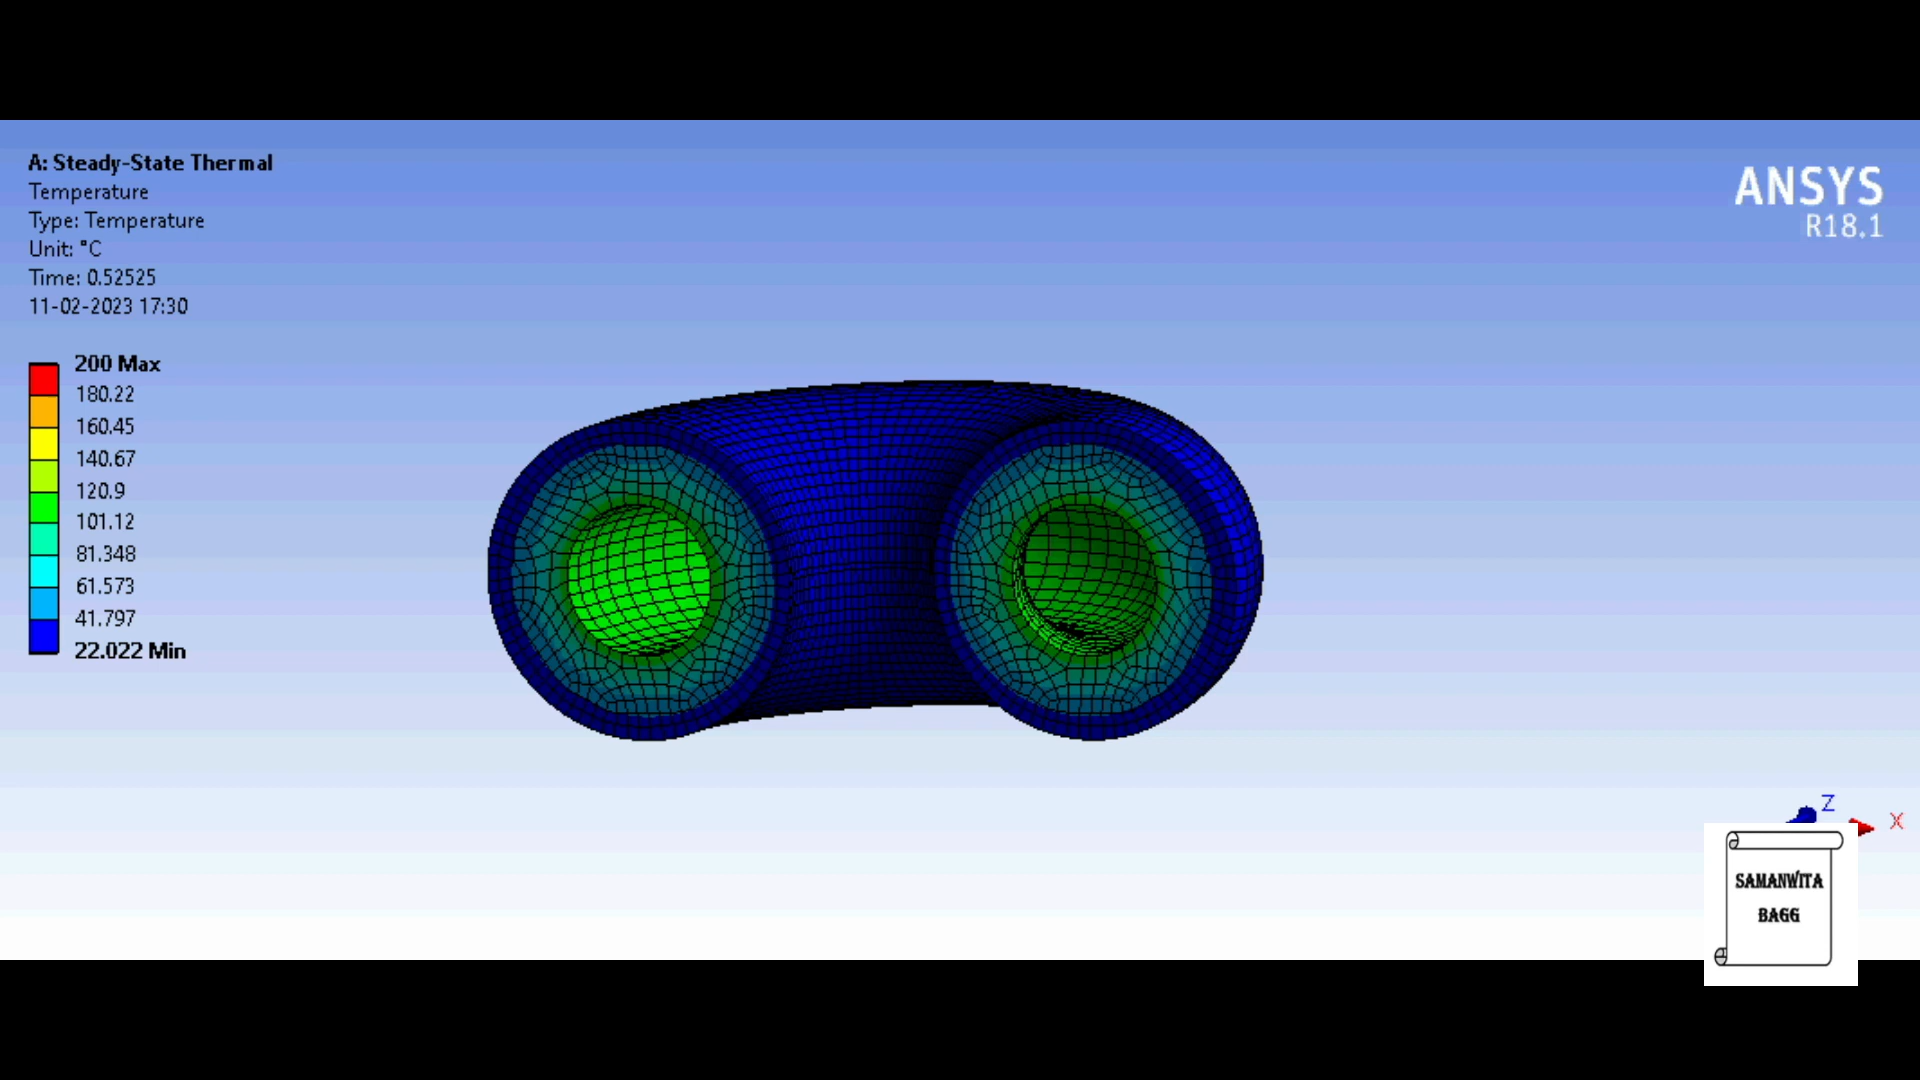 A: Steady-State Thermal
Temperature
Type: Temperature
Unit: °C
Time: 0.52525
11-02-2023 17:30
200 Max
180.22
160.45
140.67
120.9
101.12
81.348
61.573
41.797
22.022 Min
ANSYS
R18.1
Z
X
SAMANWITA
BAGG